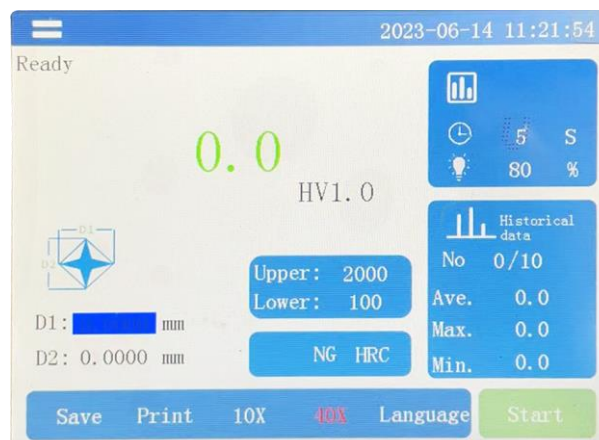 2023-06-14 11:21:54
Ready
5 S
80 %
0.0
HV1.0
Historical
data
No 0/10
Ave. 0.0
Max. 0.0
Min. 0.0
D1
D2
Upper: 2000
Lower: 100
D1: mm
D2: 0.0000 mm
NG HRC
Save Print 10X 40X Language Start